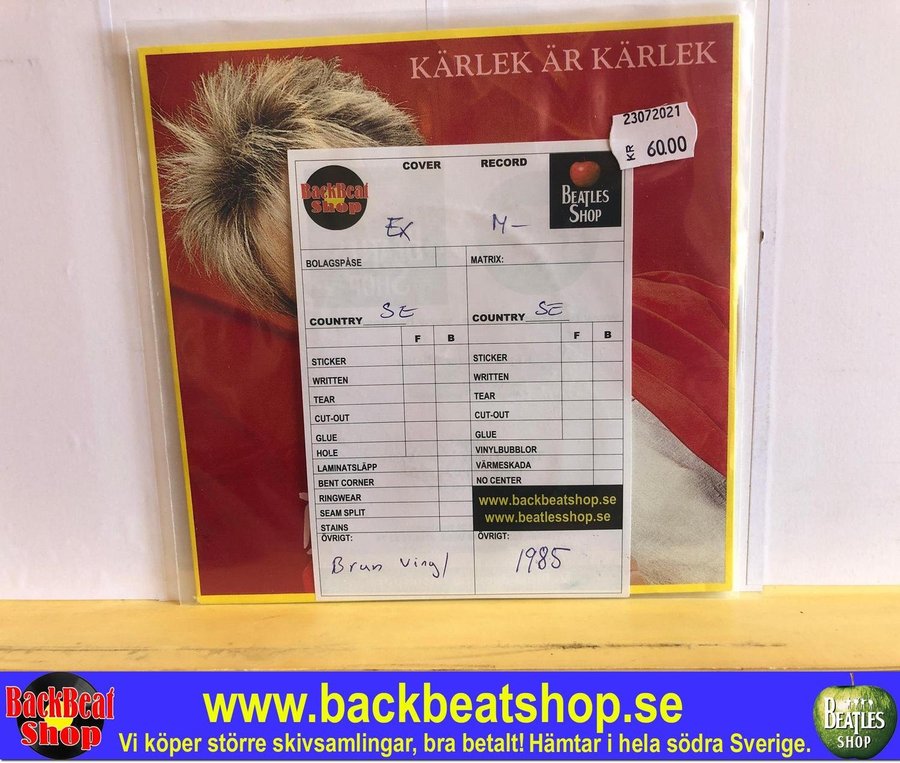 KÄRLEK ÄR KÄRLEK
23072021
KR 60.00
BackBeat
Shop
COVER
RECORD
BEATLES
SHOP
Ex
M-
BOLAGSPÅSE
MATRIX:
COUNTRY SE
COUNTRY SE
F B
F B
STICKER
WRITTEN
TEAR
CUT-OUT
GLUE
HOLE
LAMINATSLÄPP
BENT CORNER
RINGWEAR
SEAM SPLIT
STAINS
ÖVRIGT:
Brun vinyl
STICKER
WRITTEN
TEAR
CUT-OUT
GLUE
VINYLBUBBLOR
VÄRMESKADA
NO CENTER
www.backbeatshop.se
www.beatlesshop.se
ÖVRIGT:
1985
BackBeat
Shop
www.backbeatshop.se
Vi köper större skivsamlingar, bra betalt! Hämtar i hela södra Sverige.
BEATLES
SHOP